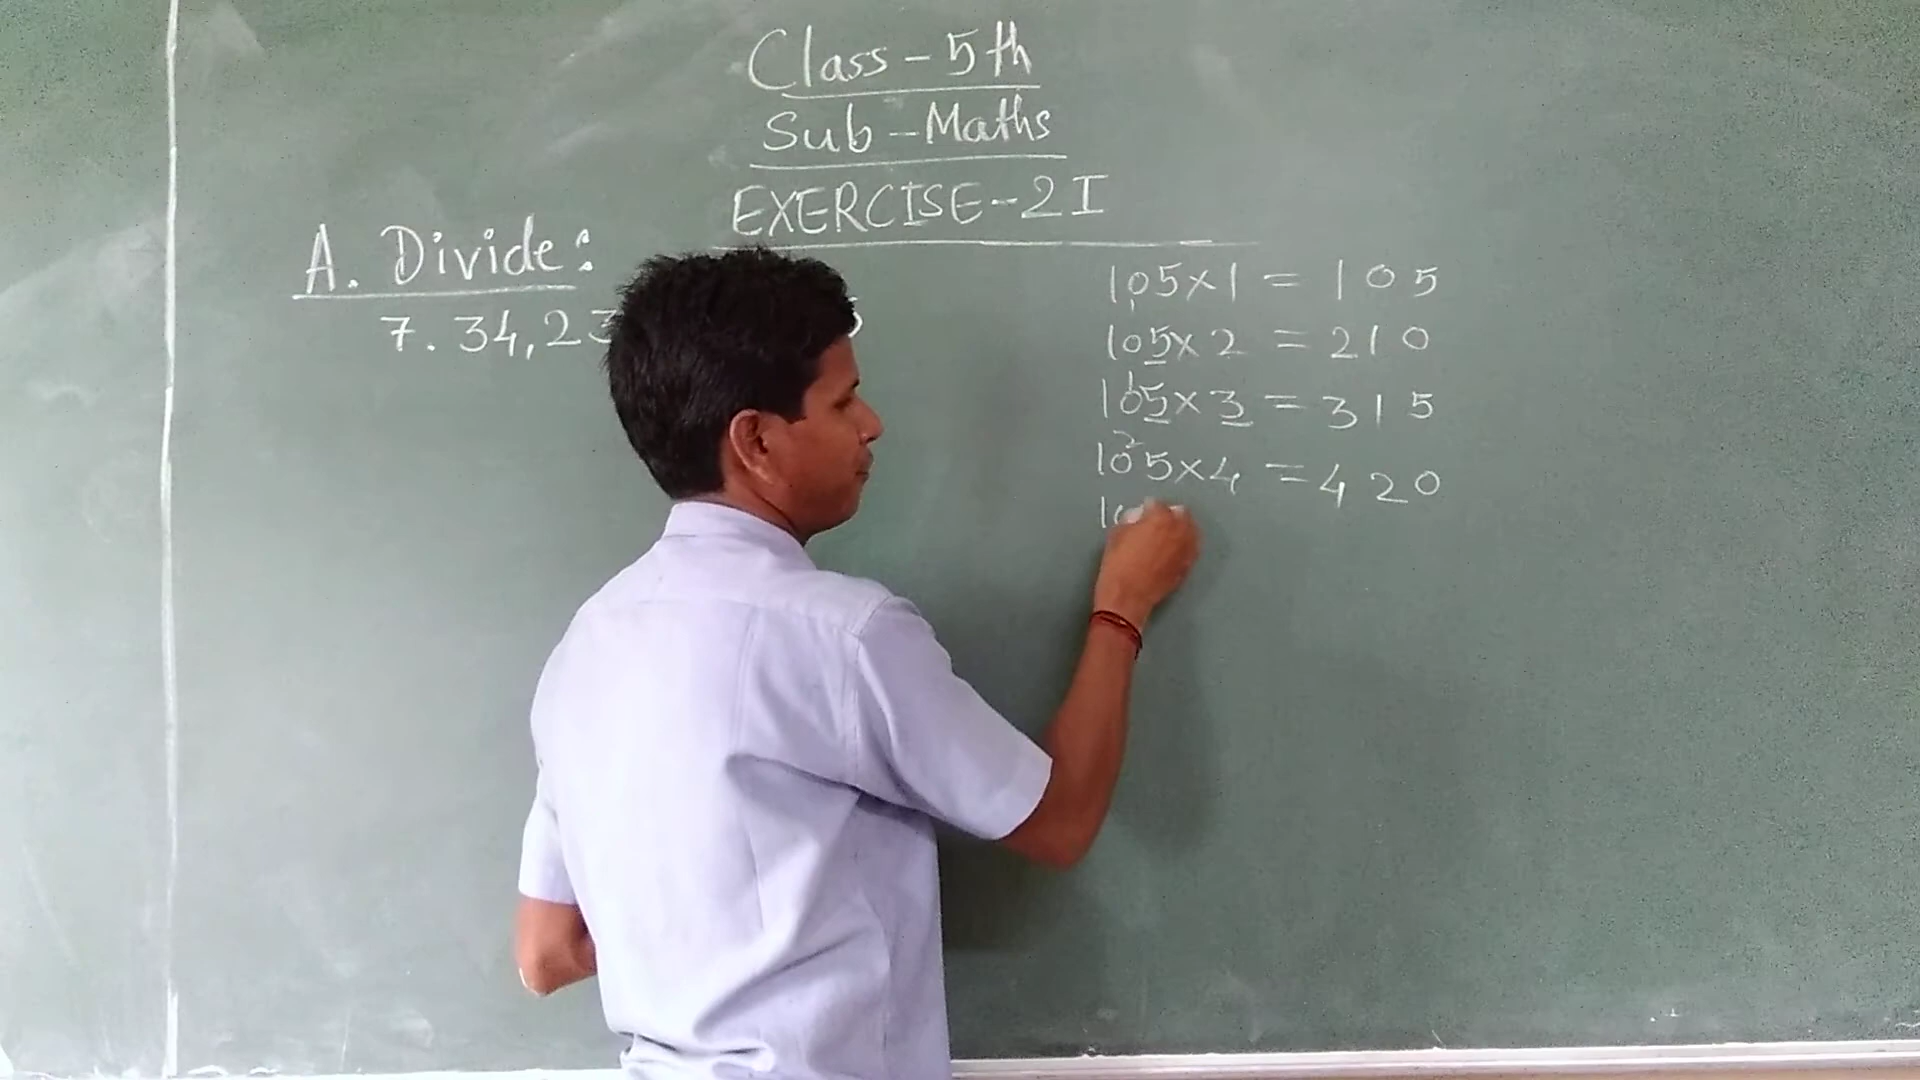 Class-5th
Sub-Maths
EXERCISE-2I
A. Divide:
7. 34,23
105×1 = 105
105×2 = 210
105×3 = 315
105×4 = 420